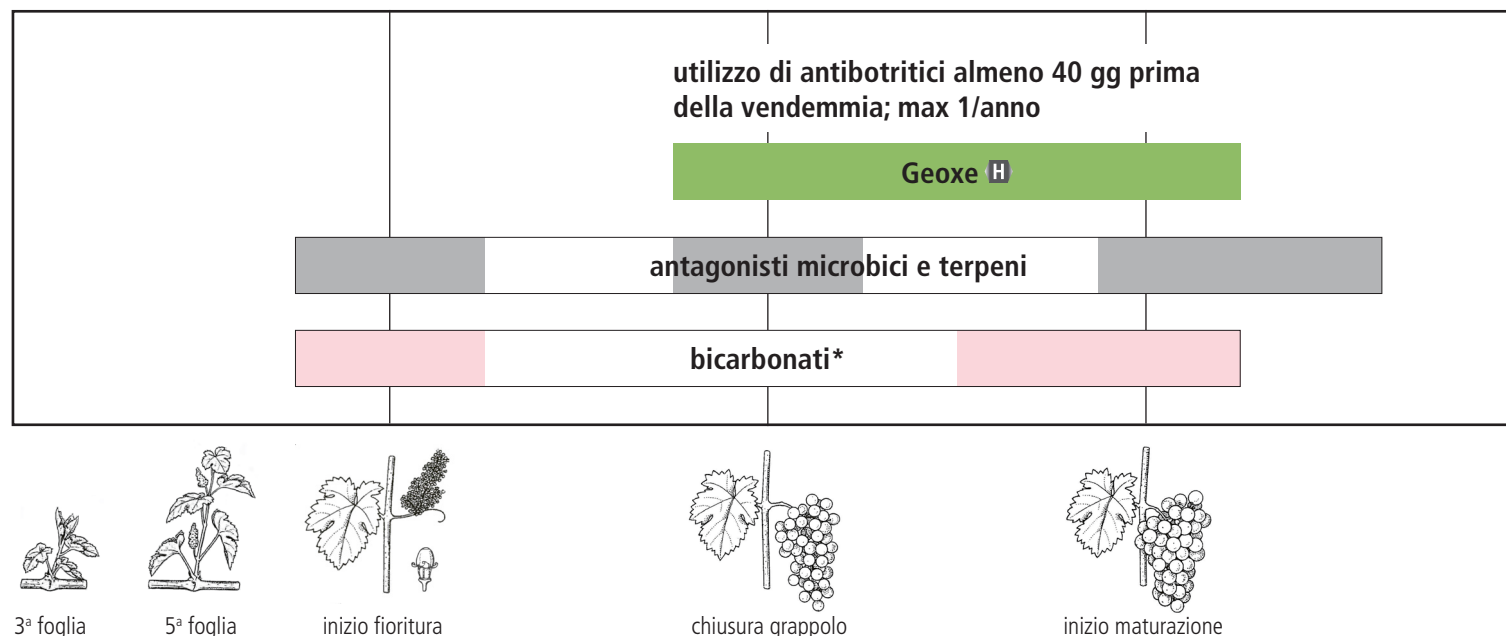 utilizzo di antibotritici almeno 40 gg prima
della vendemmia; max 1/anno
Geoxe H
antagonisti microbici e terpeni
bicarbonati*
3ª foglia
5ª foglia
inizio fioritura
chiusura grappolo
inizio maturazione